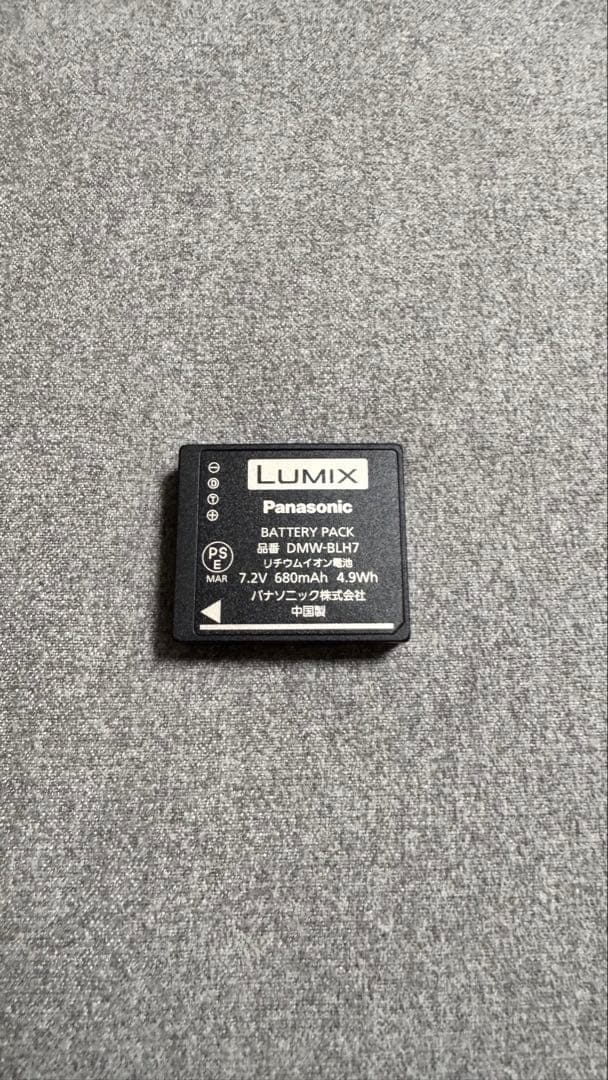 LUMIX
Panasonic
BATTERY PACK
品番 DMW-BLH7
リチウムイオン電池
7.2V 680mAh 4.9Wh
パナソニック株式会社
中国製
⊖
D
T
⊕
PS
E
MAR